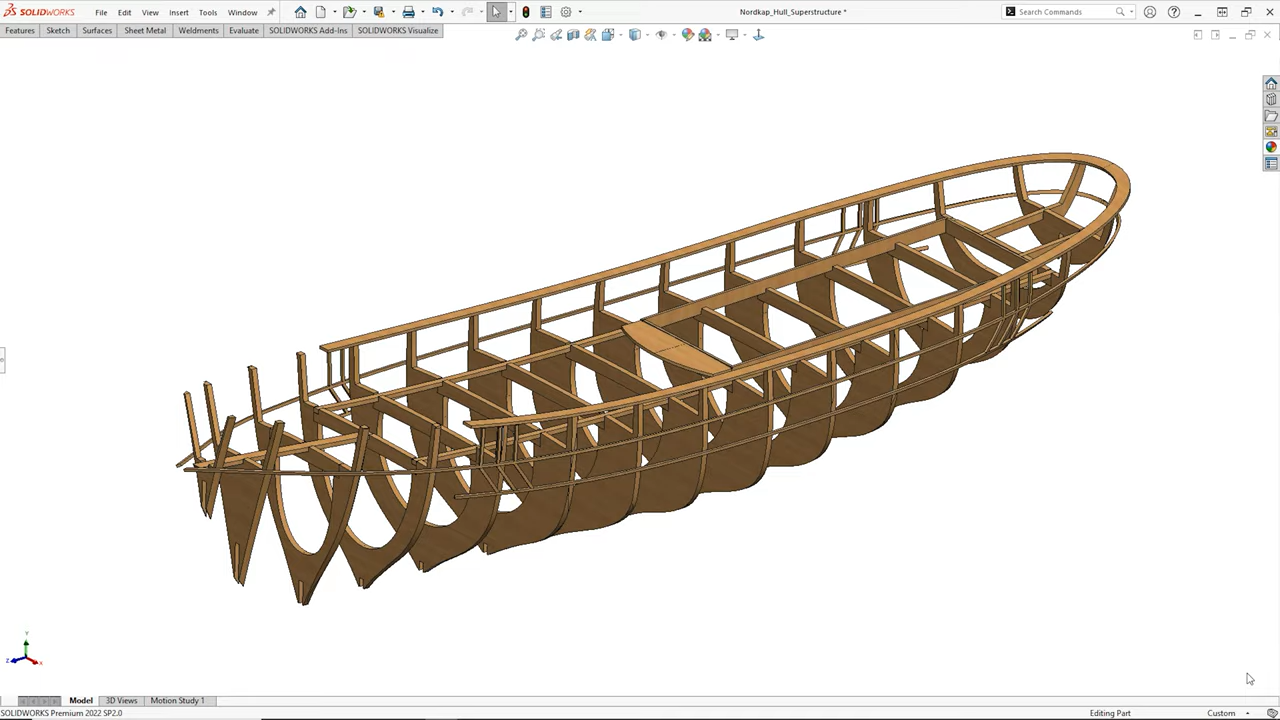 SOLIDWORKS File Edit View Insert Tools Window Nordkap_Hull_Superstructure * Search Commands
Features Sketch Surfaces Sheet Metal Weldments Evaluate SOLIDWORKS Add-Ins SOLIDWORKS Visualize
Y
Z X
Model 3D Views Motion Study 1
SOLIDWORKS Premium 2022 SP2.0 Editing Part Custom